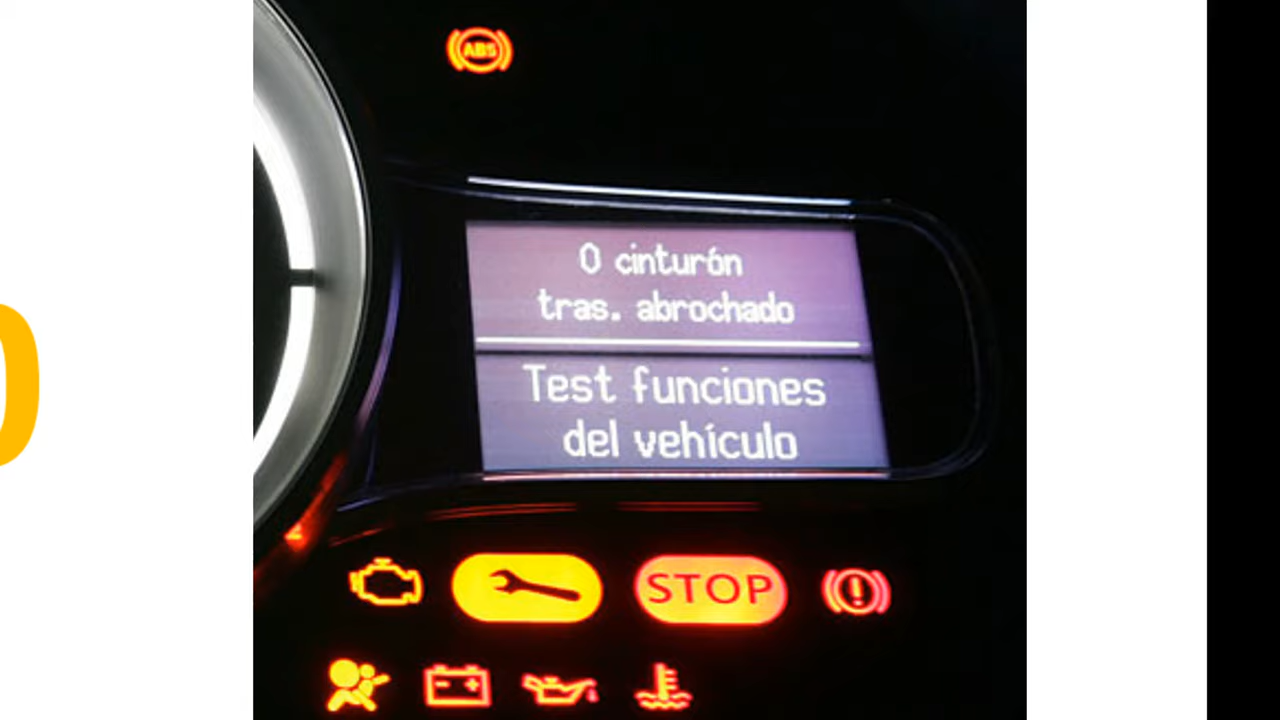 ABS
0 cinturón
tras. abrochado
Test funciones
del vehículo
STOP